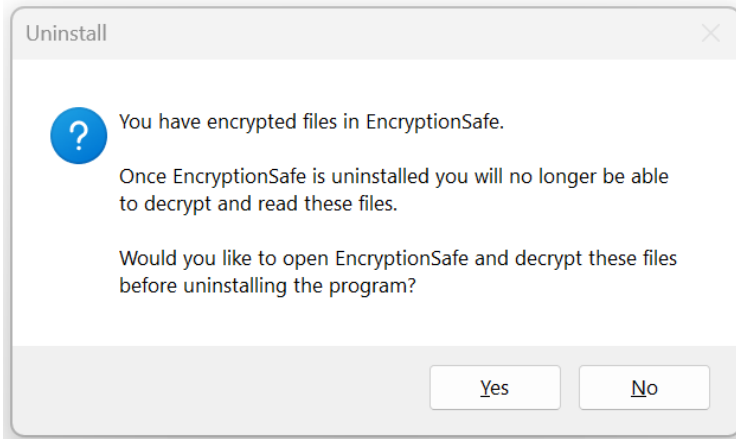 Uninstall
You have encrypted files in EncryptionSafe.
Once EncryptionSafe is uninstalled you will no longer be able
to decrypt and read these files.
Would you like to open EncryptionSafe and decrypt these files
before uninstalling the program?
Yes
No